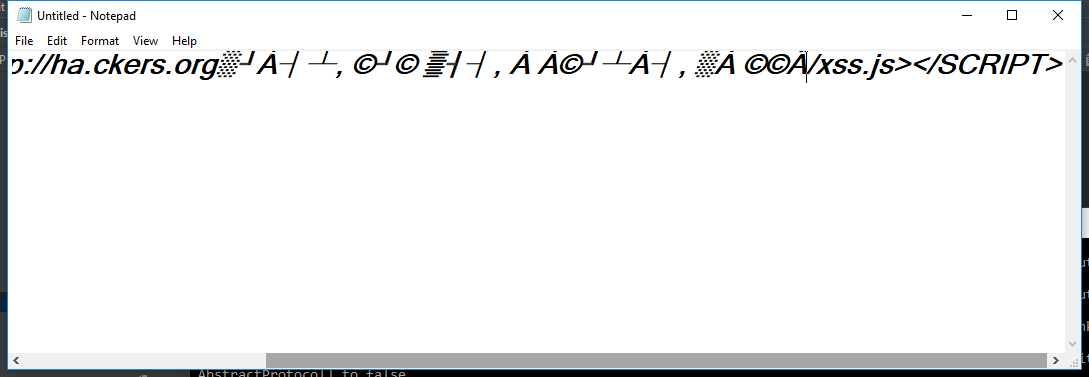 Untitled - Notepad
File Edit Format View Help
p://ha.ckers.org▒┘À┤┴, ©┘© ▓┤┤, À À©┘┴À┤, ▒À ©©À/xss.js></SCRIPT>
AbstractProtocol] to false